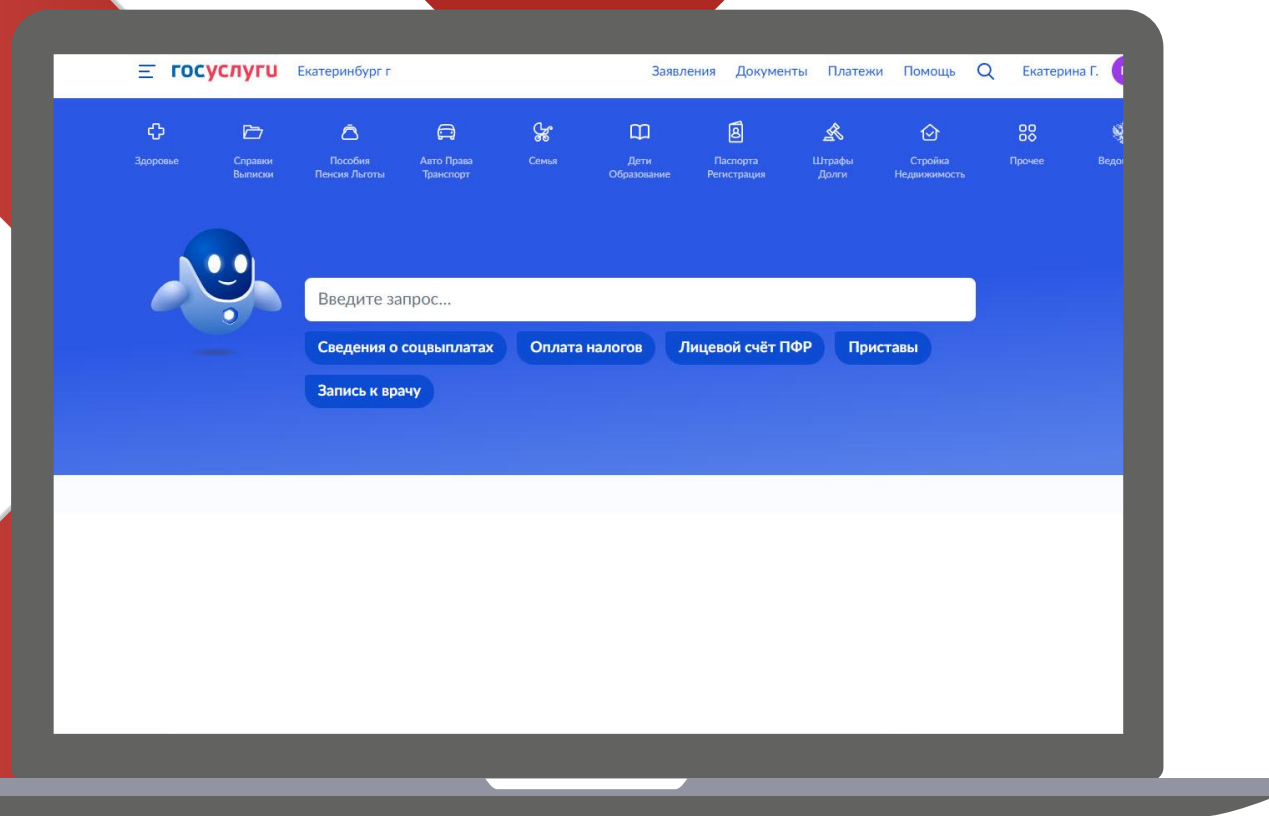 госуслуги Екатеринбург г Заявления Документы Платежи Помощь Екатерина Г.
Здоровье
Справки
Выписки
Пособия
Пенсия Льготы
Авто Права
Транспорт
Семья
Дети
Образование
Паспорта
Регистрация
Штрафы
Долги
Стройка
Недвижимость
Прочее
Введите запрос...
Сведения о соцвыплатах Оплата налогов Лицевой счёт ПФР Приставы
Запись к врачу